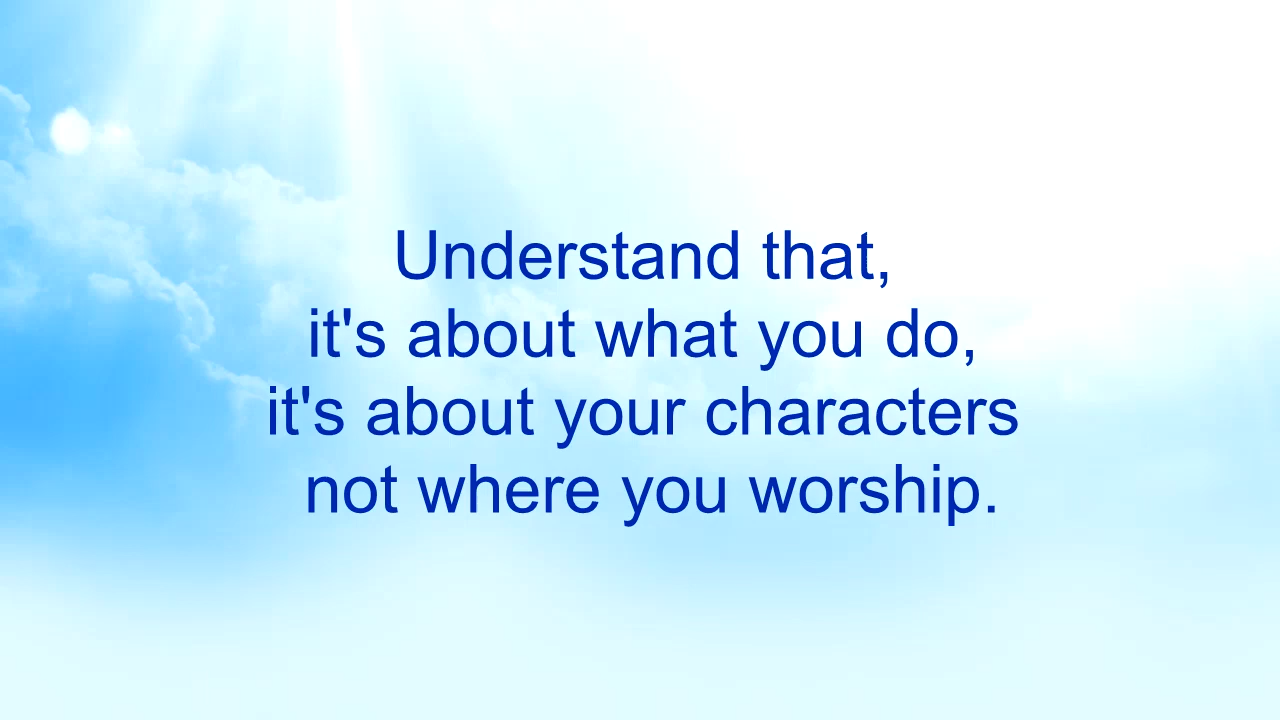 Understand that,
it's about what you do,
it's about your characters
not where you worship.